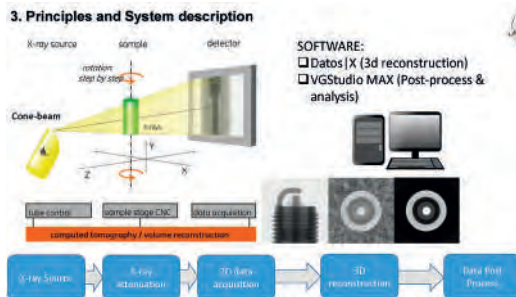 3. Principles and System description
X-ray source
sample
detector
rotation
step by step
Cone-beam
Y
Z
X
SOFTWARE:
Datos|X (3d reconstruction)
VGStudio MAX (Post-process &
analysis)
tube control
sample stage CNC
data acquisition
computed tomography / volume reconstruction
X-ray Source
X-ray
attenuation
2D data
acquisition
3D
reconstruction
Data Post
Process